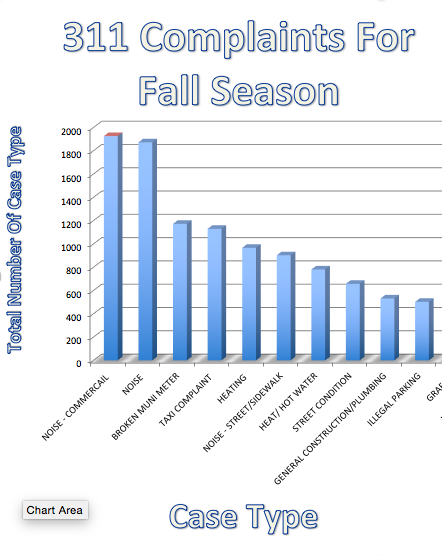 311 Complaints For
Fall Season
Total Number Of Case Type
2000
1800
1600
1400
1200
1000
800
600
400
200
0
NOISE - COMMERCAIL
NOISE
BROKEN MUNI METER
TAXI COMPLAINT
HEATING
NOISE - STREET/SIDEWALK
HEAT/ HOT WATER
STREET CONDITION
GENERAL CONSTRUCTION/PLUMBING
ILLEGAL PARKING
Chart Area
Case Type